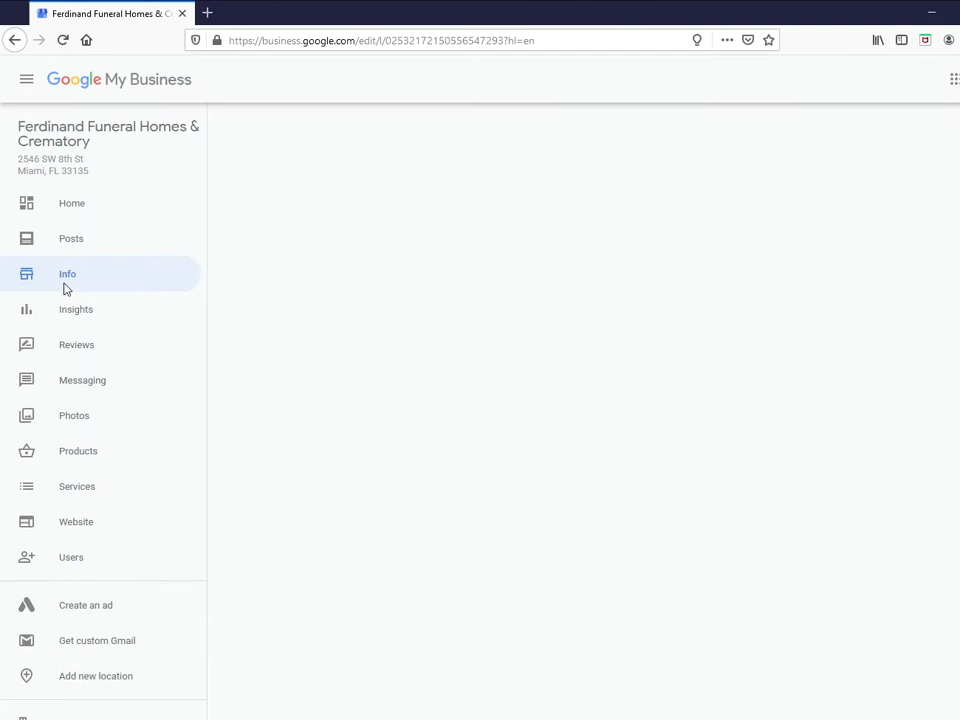 Ferdinand Funeral Homes & C
https://business.google.com/edit/l/02532172150556547293?hl=en
Google My Business
Ferdinand Funeral Homes &
Crematory
2546 SW 8th St
Miami, FL 33135
Home
Posts
Info
Insights
Reviews
Messaging
Photos
Products
Services
Website
Users
Create an ad
Get custom Gmail
Add new location